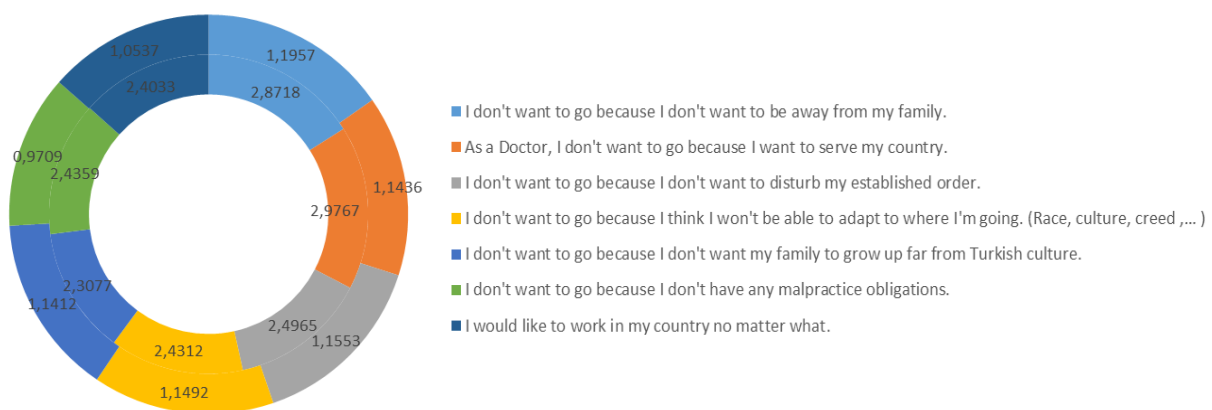 1,0537
1,1957
2,4033
2,8718
0,9709
2,4359
2,9767
1,1436
1,1412
2,3077
2,4965
1,1553
2,4312
1,1492
I don't want to go because I don't want to be away from my family.
As a Doctor, I don't want to go because I want to serve my country.
I don't want to go because I don't want to disturb my established order.
I don't want to go because I think I won't be able to adapt to where I'm going. (Race, culture, creed ,... )
I don't want to go because I don't want my family to grow up far from Turkish culture.
I don't want to go because I don't have any malpractice obligations.
I would like to work in my country no matter what.